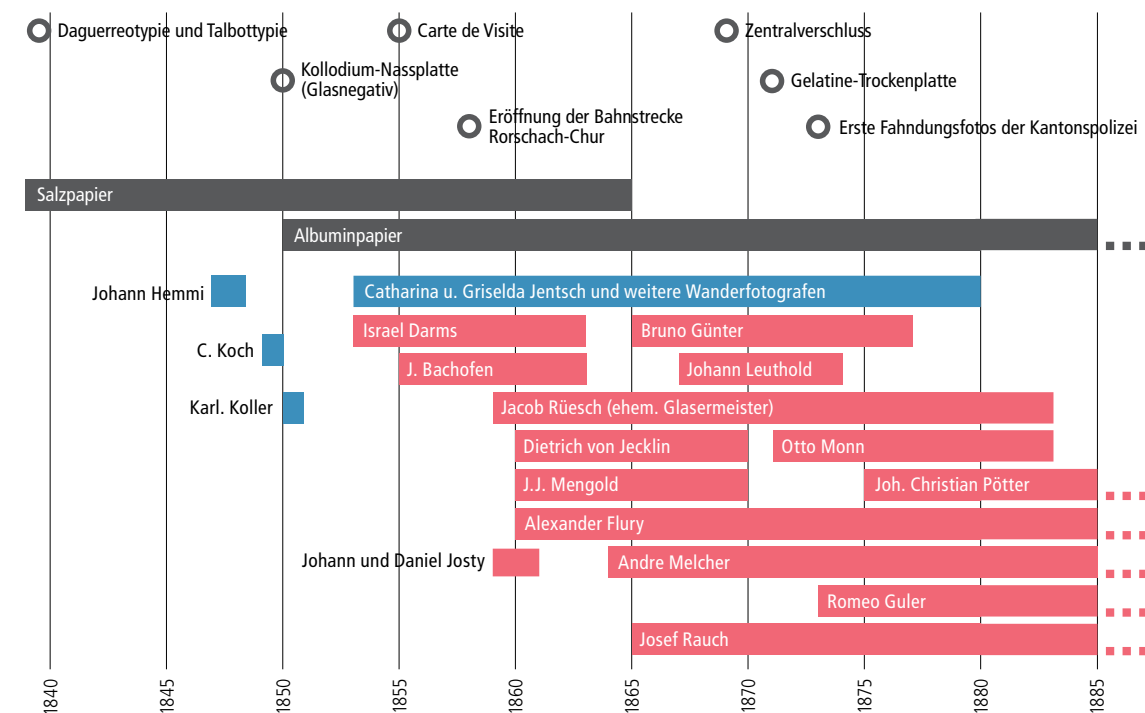 Daguerreotypie und Talbottypie
Carte de Visite
Zentralverschluss
Kollodium-Nassplatte
(Glasnegativ)
Gelatine-Trockenplatte
Eröffnung der Bahnstrecke
Rorschach-Chur
Erste Fahndungsfotos der Kantonspolizei
Salzpapier
Albuminpapier
Johann Hemmi
Catharina u. Griselda Jentsch und weitere Wanderfotografen
Israel Darms
Bruno Günter
C. Koch
J. Bachofen
Johann Leuthold
Karl. Koller
Jacob Rüesch (ehem. Glasermeister)
Dietrich von Jecklin
Otto Monn
J.J. Mengold
Joh. Christian Pötter
Alexander Flury
Johann und Daniel Josty
Andre Melcher
Romeo Guler
Josef Rauch
1840
1845
1850
1855
1860
1865
1870
1875
1880
1885